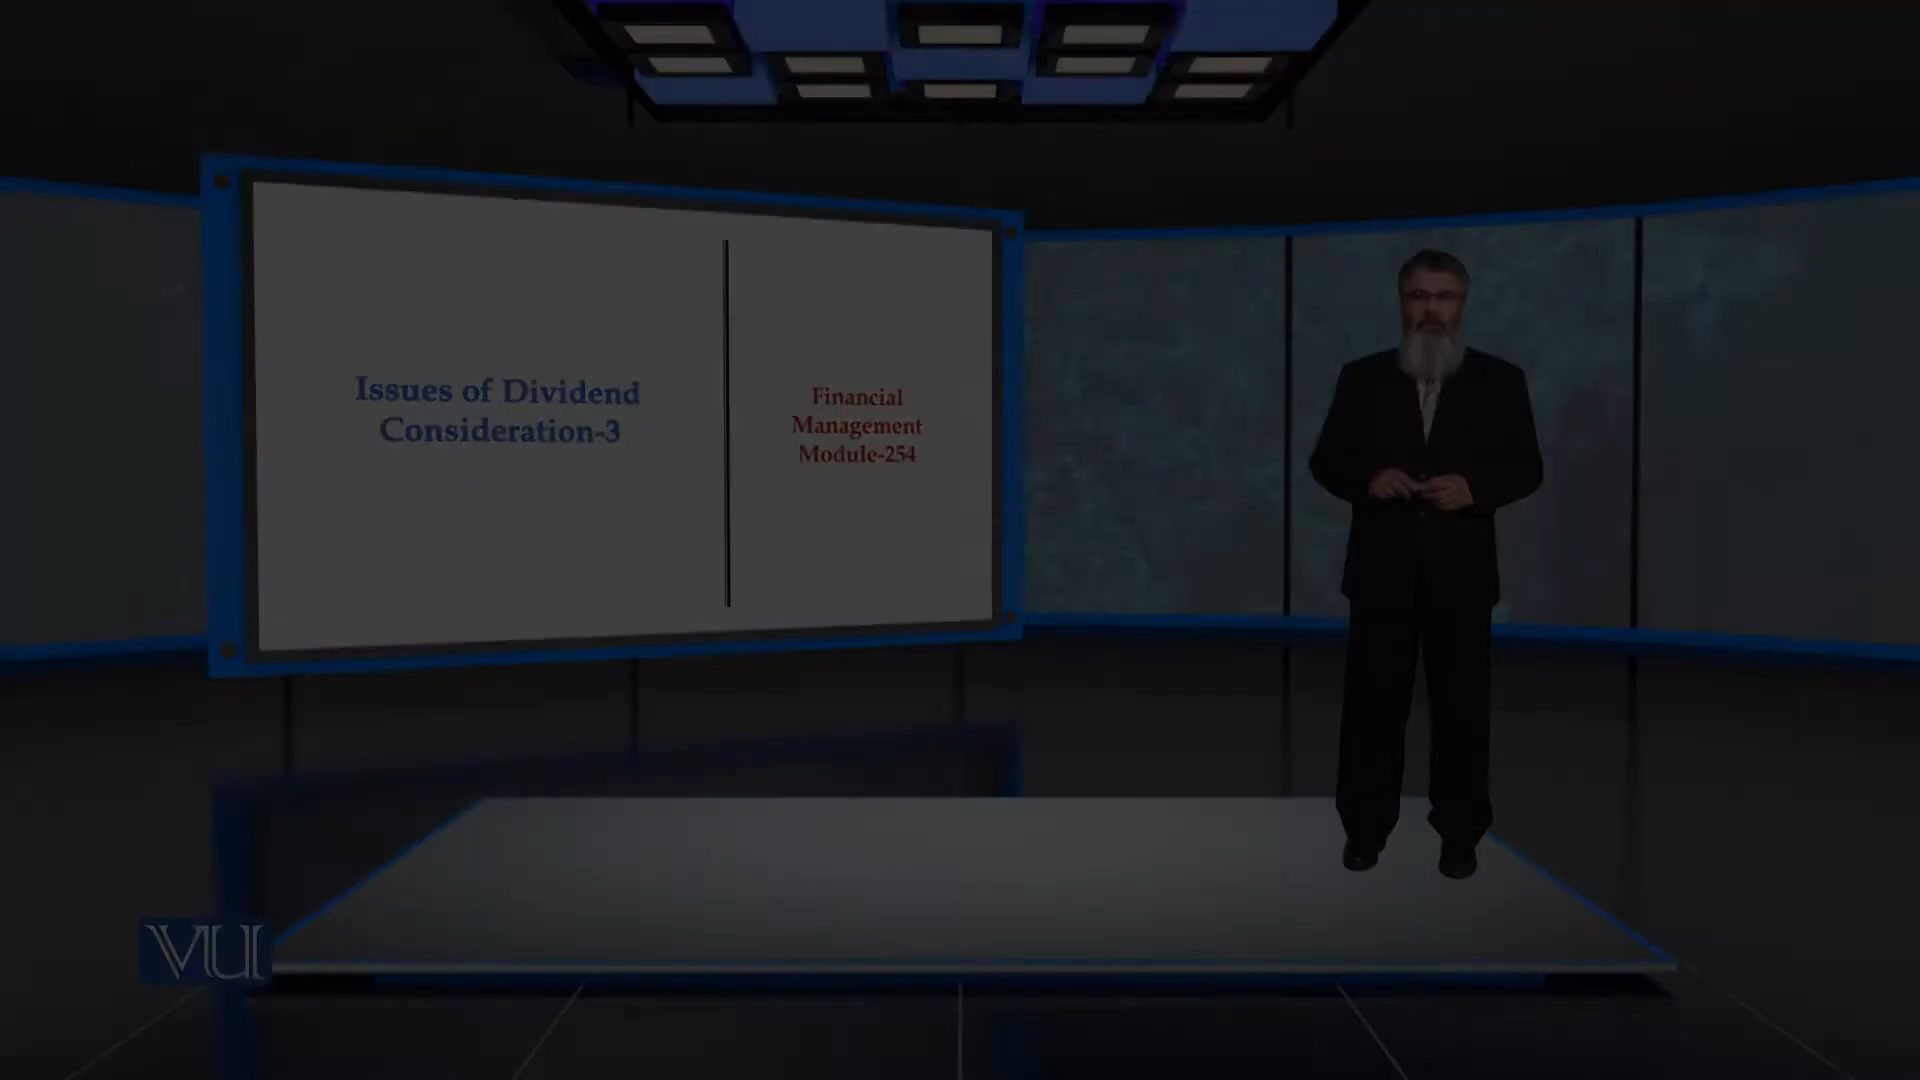 Issues of Dividend
Consideration-3
Financial
Management
Module-254
VU